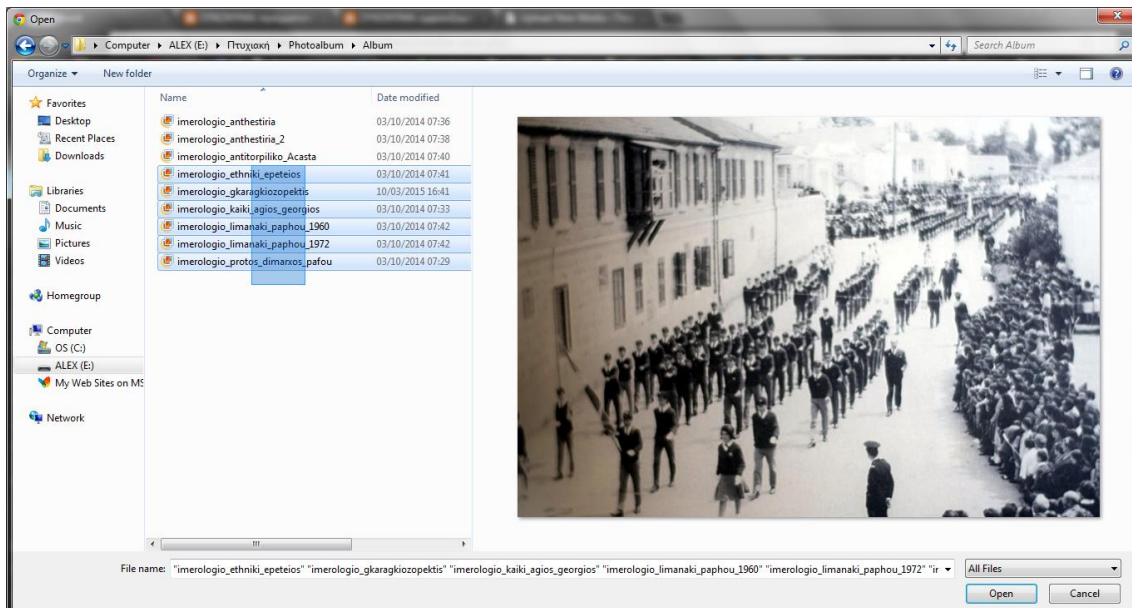 Open
Computer ▸ ALEX (E:) ▸ Πτυχιακή ▸ Photoalbum ▸ Album
Search Album
Organize
New folder
Favorites
Desktop
Recent Places
Downloads
Libraries
Documents
Music
Pictures
Videos
Homegroup
Computer
OS (C:)
ALEX (E:)
My Web Sites on MS
Network
Name Date modified
imerologio_anthestiria 03/10/2014 07:36
imerologio_anthestiria_2 03/10/2014 07:38
imerologio_antitorpiliko_Acasta 03/10/2014 07:40
imerologio_ethniki_epeteios 03/10/2014 07:41
imerologio_gkaragkiozopektis 10/03/2015 16:41
imerologio_kaiki_agios_georgios 03/10/2014 07:33
imerologio_limanaki_paphou_1960 03/10/2014 07:42
imerologio_limanaki_paphou_1972 03/10/2014 07:42
imerologio_protos_dimarxos_pafou 03/10/2014 07:29
File name: "imerologio_ethniki_epeteios" "imerologio_gkaragkiozopektis" "imerologio_kaiki_agios_georgios" "imerologio_limanaki_paphou_1960" "imerologio_limanaki_paphou_1972" "ir
All Files
Open
Cancel